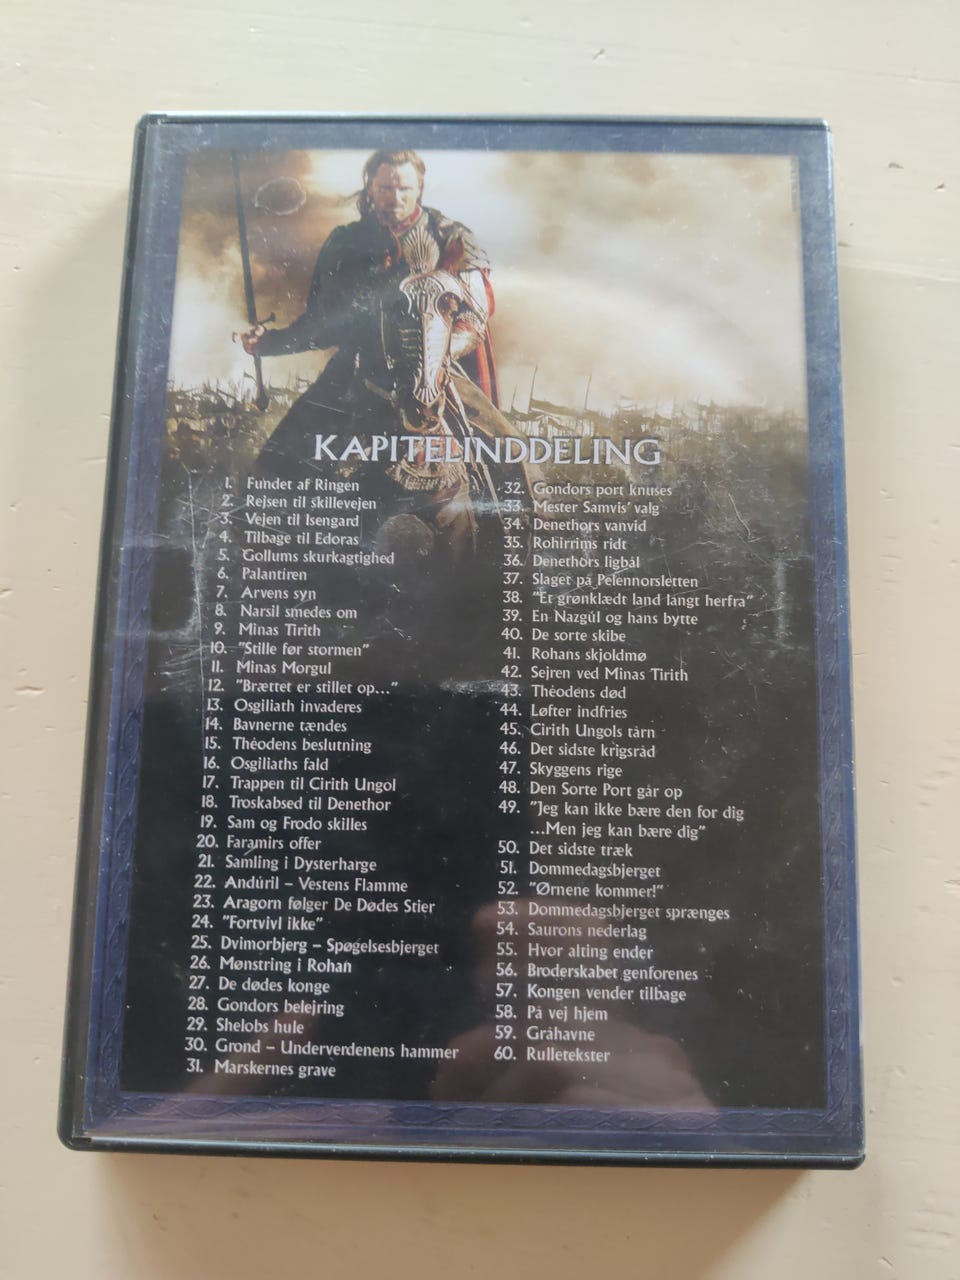 KAPITELINDDELING
1. Fundet af Ringen
2. Rejsen til skillevejen
3. Vejen til Isengard
4. Tilbage til Edoras
5. Gollums skurkagtighed
6. Palantiren
7. Arvens syn
8. Narsil smedes om
9. Minas Tirith
10. "Stille før stormen"
11. Minas Morgul
12. "Brættet er stillet op..."
13. Osgiliath invaderes
14. Bavnerne tændes
15. Théodens beslutning
16. Osgiliaths fald
17. Trappen til Cirith Ungol
18. Troskabsed til Denethor
19. Sam og Frodo skilles
20. Faramirs offer
21. Samling i Dysterharge
22. Andúril – Vestens Flamme
23. Aragorn følger De Dødes Stier
24. "Fortvivl ikke"
25. Dvimorbjerg – Spøgelsesbjerget
26. Mønstring i Rohan
27. De dødes konge
28. Gondors belejring
29. Shelobs hule
30. Grond – Underverdenens hammer
31. Marskernes grave
32. Gondors port knuses
33. Mester Samvis' valg
34. Denethors vanvid
35. Rohirrims ridt
36. Denethors ligbål
37. Slaget på Pelennorsletten
38. "Et grønklædt land langt herfra"
39. En Nazgûl og hans bytte
40. De sorte skibe
41. Rohans skjoldmø
42. Sejren ved Minas Tirith
43. Théodens død
44. Løfter indfries
45. Cirith Ungols tårn
46. Det sidste krigsråd
47. Skyggens rige
48. Den Sorte Port går op
49. "Jeg kan ikke bære den for dig
...Men jeg kan bære dig"
50. Det sidste træk
51. Dommedagsbjerget
52. "Ørnene kommer!"
53. Dommedagsbjerget sprænges
54. Saurons nederlag
55. Hvor alting ender
56. Broderskabet genforenes
57. Kongen vender tilbage
58. På vej hjem
59. Gråhavne
60. Rulletekster